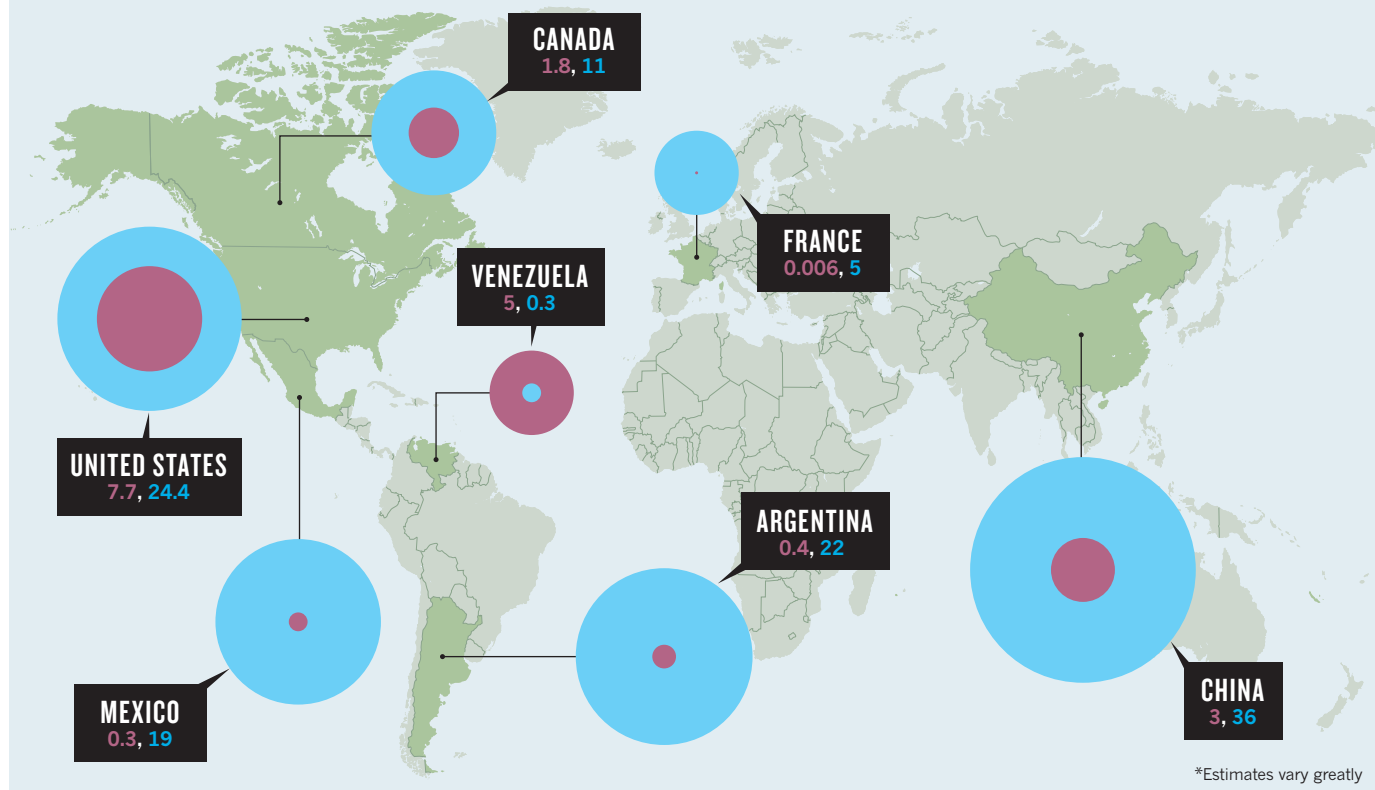 CANADA
1.8, 11
FRANCE
0.006, 5
VENEZUELA
5, 0.3
UNITED STATES
7.7, 24.4
ARGENTINA
0.4, 22
MEXICO
0.3, 19
CHINA
3, 36
*Estimates vary greatly